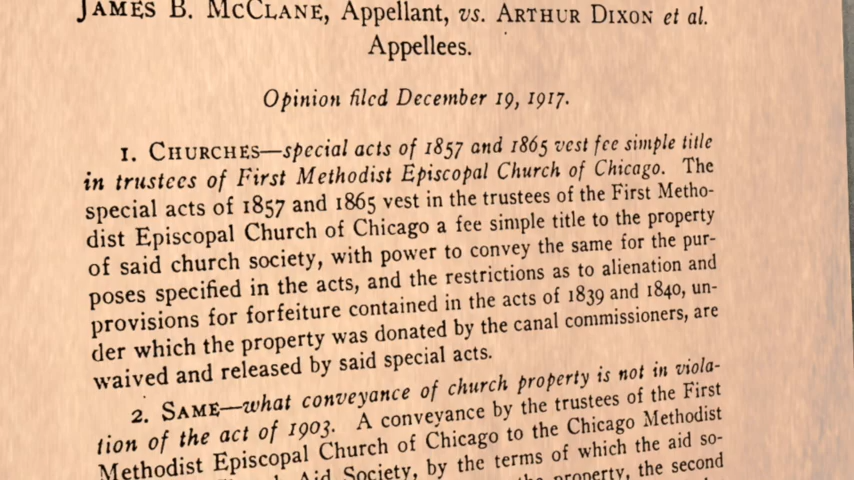 JAMES B. MCCLANE, Appellant, vs. ARTHUR DIXON et al.
Appellees.
Opinion filed December 19, 1917.
1. CHURCHES—special acts of 1857 and 1865 vest fee simple title
in trustees of First Methodist Episcopal Church of Chicago. The
special acts of 1857 and 1865 vest in the trustees of the First Metho-
dist Episcopal Church of Chicago a fee simple title to the property
of said church society, with power to convey the same for the pur-
poses specified in the acts, and the restrictions as to alienation and
provisions for forfeiture contained in the acts of 1839 and 1840, un-
der which the property was donated by the canal commissioners, are
waived and released by said special acts.
2. SAME—what conveyance of church property is not in viola-
tion of the act of 1903. A conveyance by the trustees of the First
Methodist Episcopal Church of Chicago to the Chicago Methodist
Aid Society, by the terms of which the aid so-
the property, the second